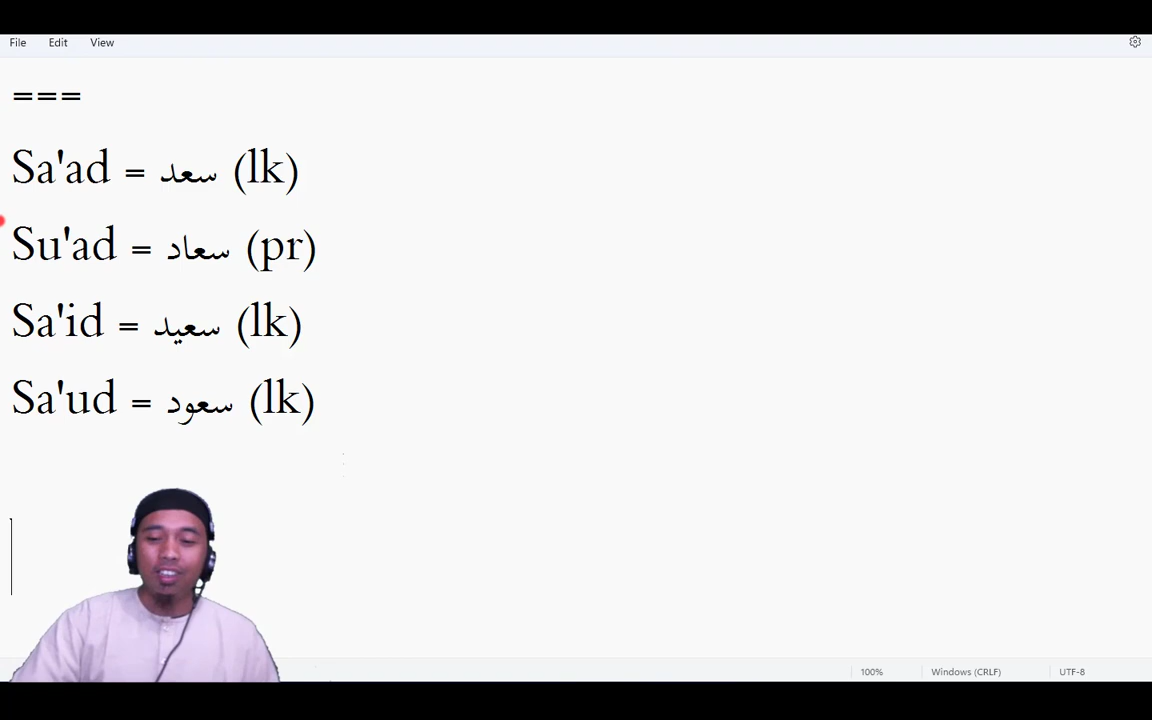 File Edit View
===
Sa'ad = سعد (lk)
Su'ad = سعاد (pr)
Sa'id = سعيد (lk)
Sa'ud = سعود (lk)
100% Windows (CRLF) UTF-8